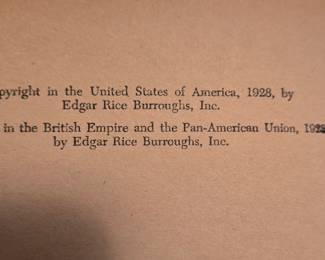 pyright in the United States of America, 1928, by
Edgar Rice Burroughs, Inc.
in the British Empire and the Pan-American Union, 1928
by Edgar Rice Burroughs, Inc.